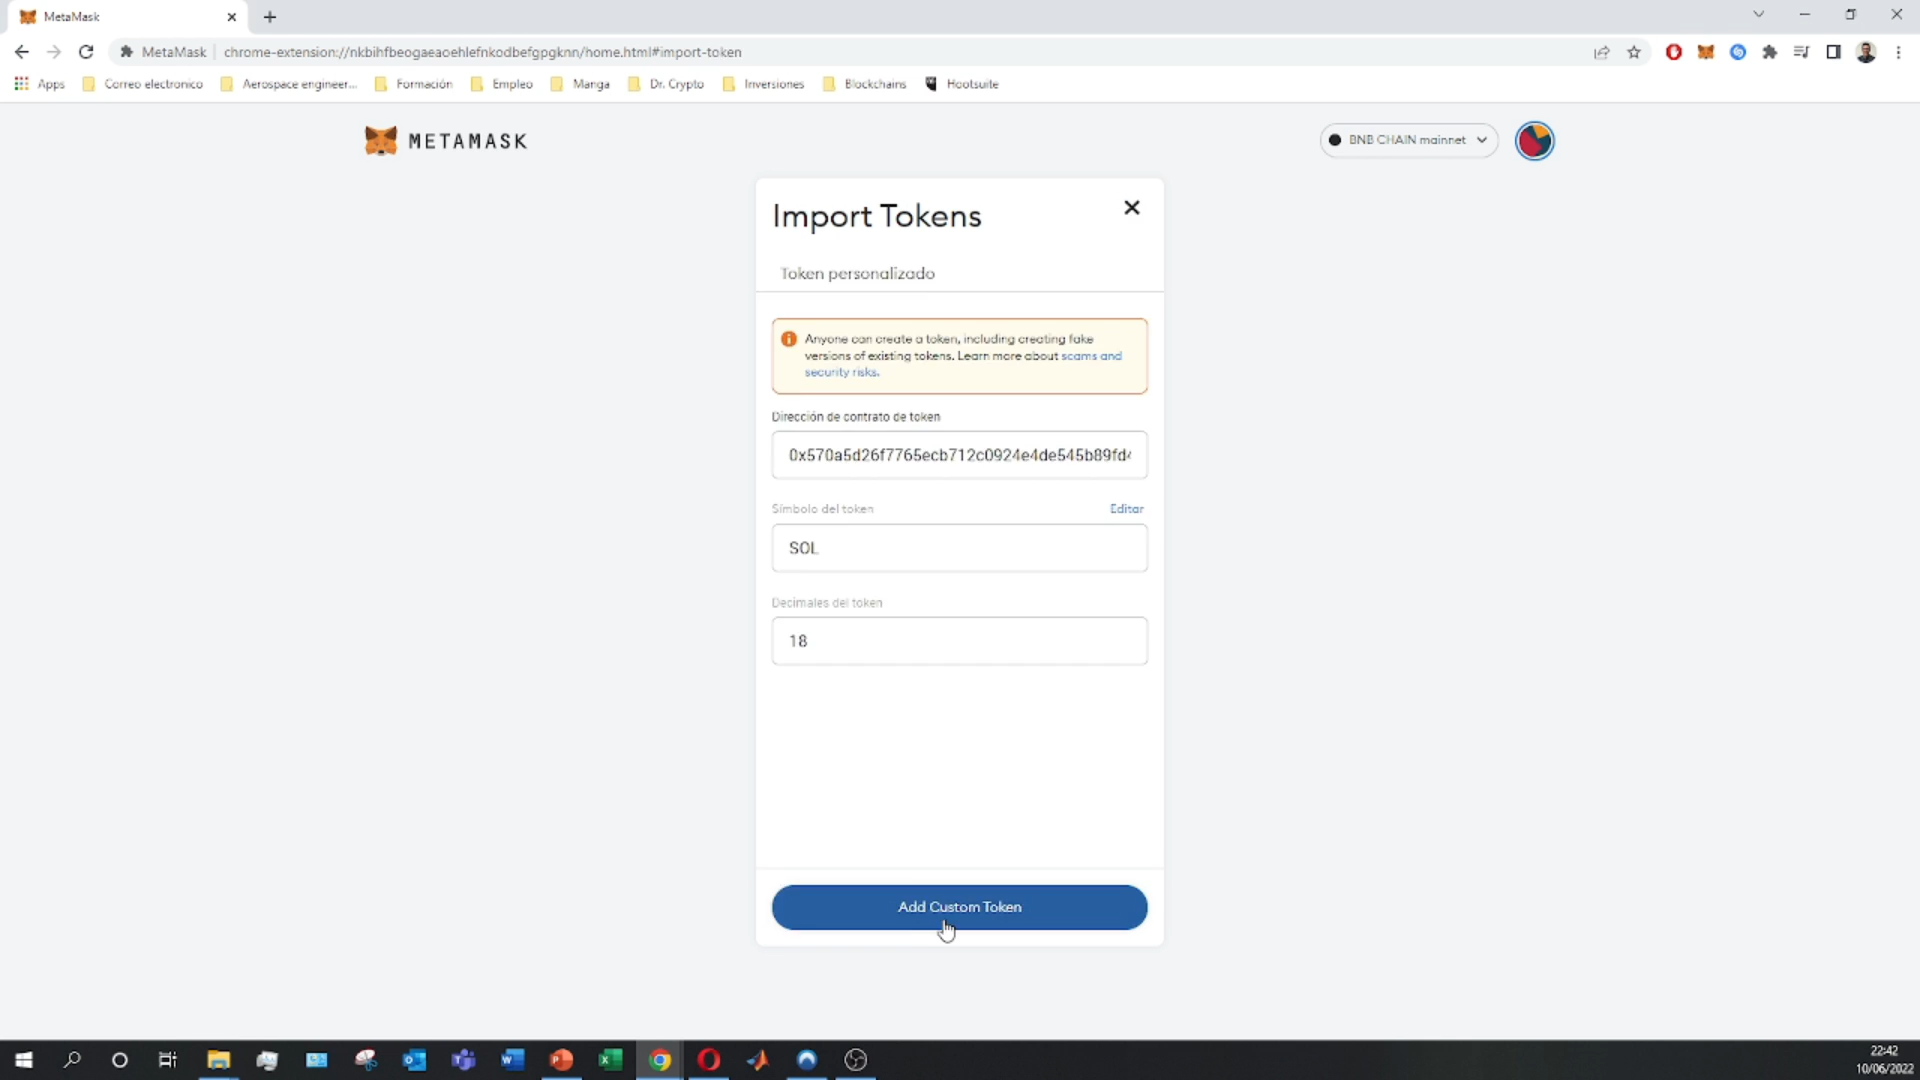 MetaMask
MetaMask
chrome-extension://nkbihfbeogaeaoehlefnkodbefgpgknn/home.html#import-token
Apps
Correo electronico
Aerospace engineer...
Formación
Empleo
Manga
Dr. Crypto
Inversiones
Blockchains
Hootsuite
METAMASK
BNB CHAIN mainnet
Import Tokens
Token personalizado
Anyone can create a token, including creating fake
versions of existing tokens. Learn more about scams and
security risks.
Dirección de contrato de token
0x570a5d26f7765ecb712c0924e4de545b89fd4
Símbolo del token
Editar
SOL
Decimales del token
18
Add Custom Token
22:42
10/06/2022